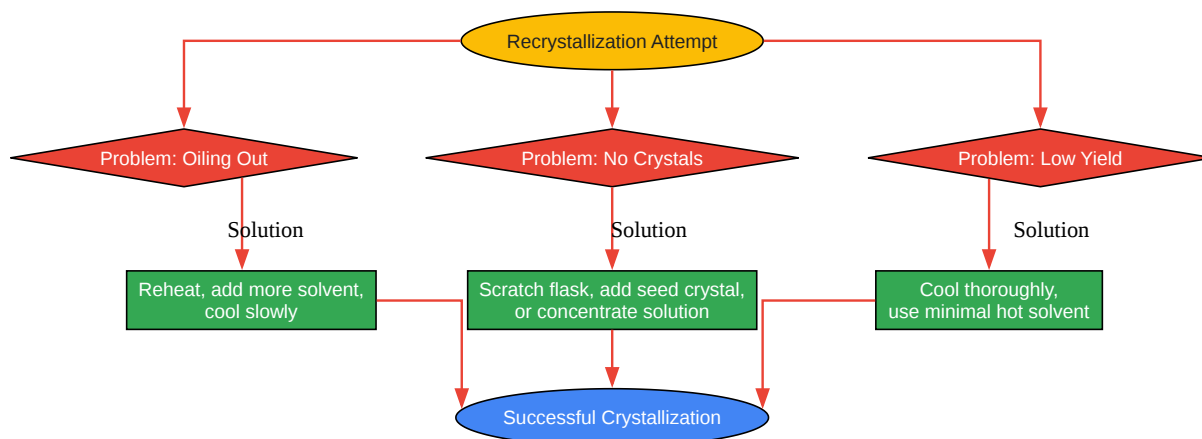 Recrystallization Attempt
Problem: Oiling Out
Problem: No Crystals
Problem: Low Yield
Solution
Solution
Solution
Reheat, add more solvent,
cool slowly
Scratch flask, add seed crystal,
or concentrate solution
Cool thoroughly,
use minimal hot solvent
Successful Crystallization